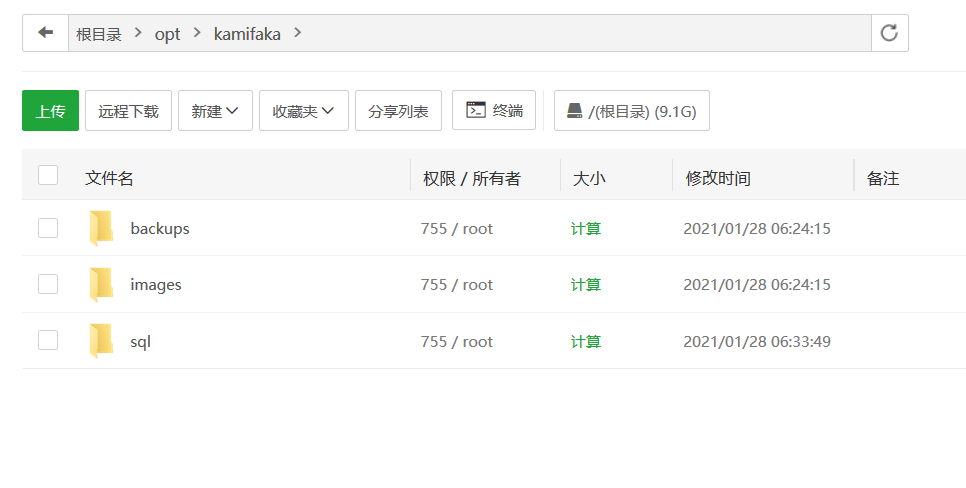 根目录 > opt > kamifaka >
上传 远程下载 新建 收藏夹 分享列表 终端 /(根目录) (9.1G)
文件名 权限 / 所有者 大小 修改时间 备注
backups 755 / root 计算 2021/01/28 06:24:15
images 755 / root 计算 2021/01/28 06:24:15
sql 755 / root 计算 2021/01/28 06:33:49